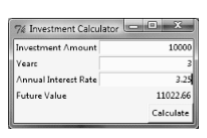 Investment Calculator
Investment Amount 10000
Years 3
Annual Interest Rate 3.25
Future Value 11022.66
Calculate